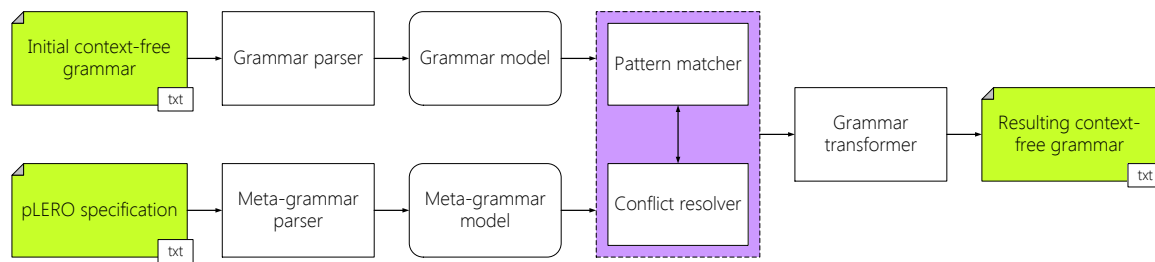 Initial context-free
grammar
txt
Grammar parser
Grammar model
Pattern matcher
Grammar
transformer
Resulting context-
free grammar
txt
pLERO specification
txt
Meta-grammar
parser
Meta-grammar
model
Conflict resolver